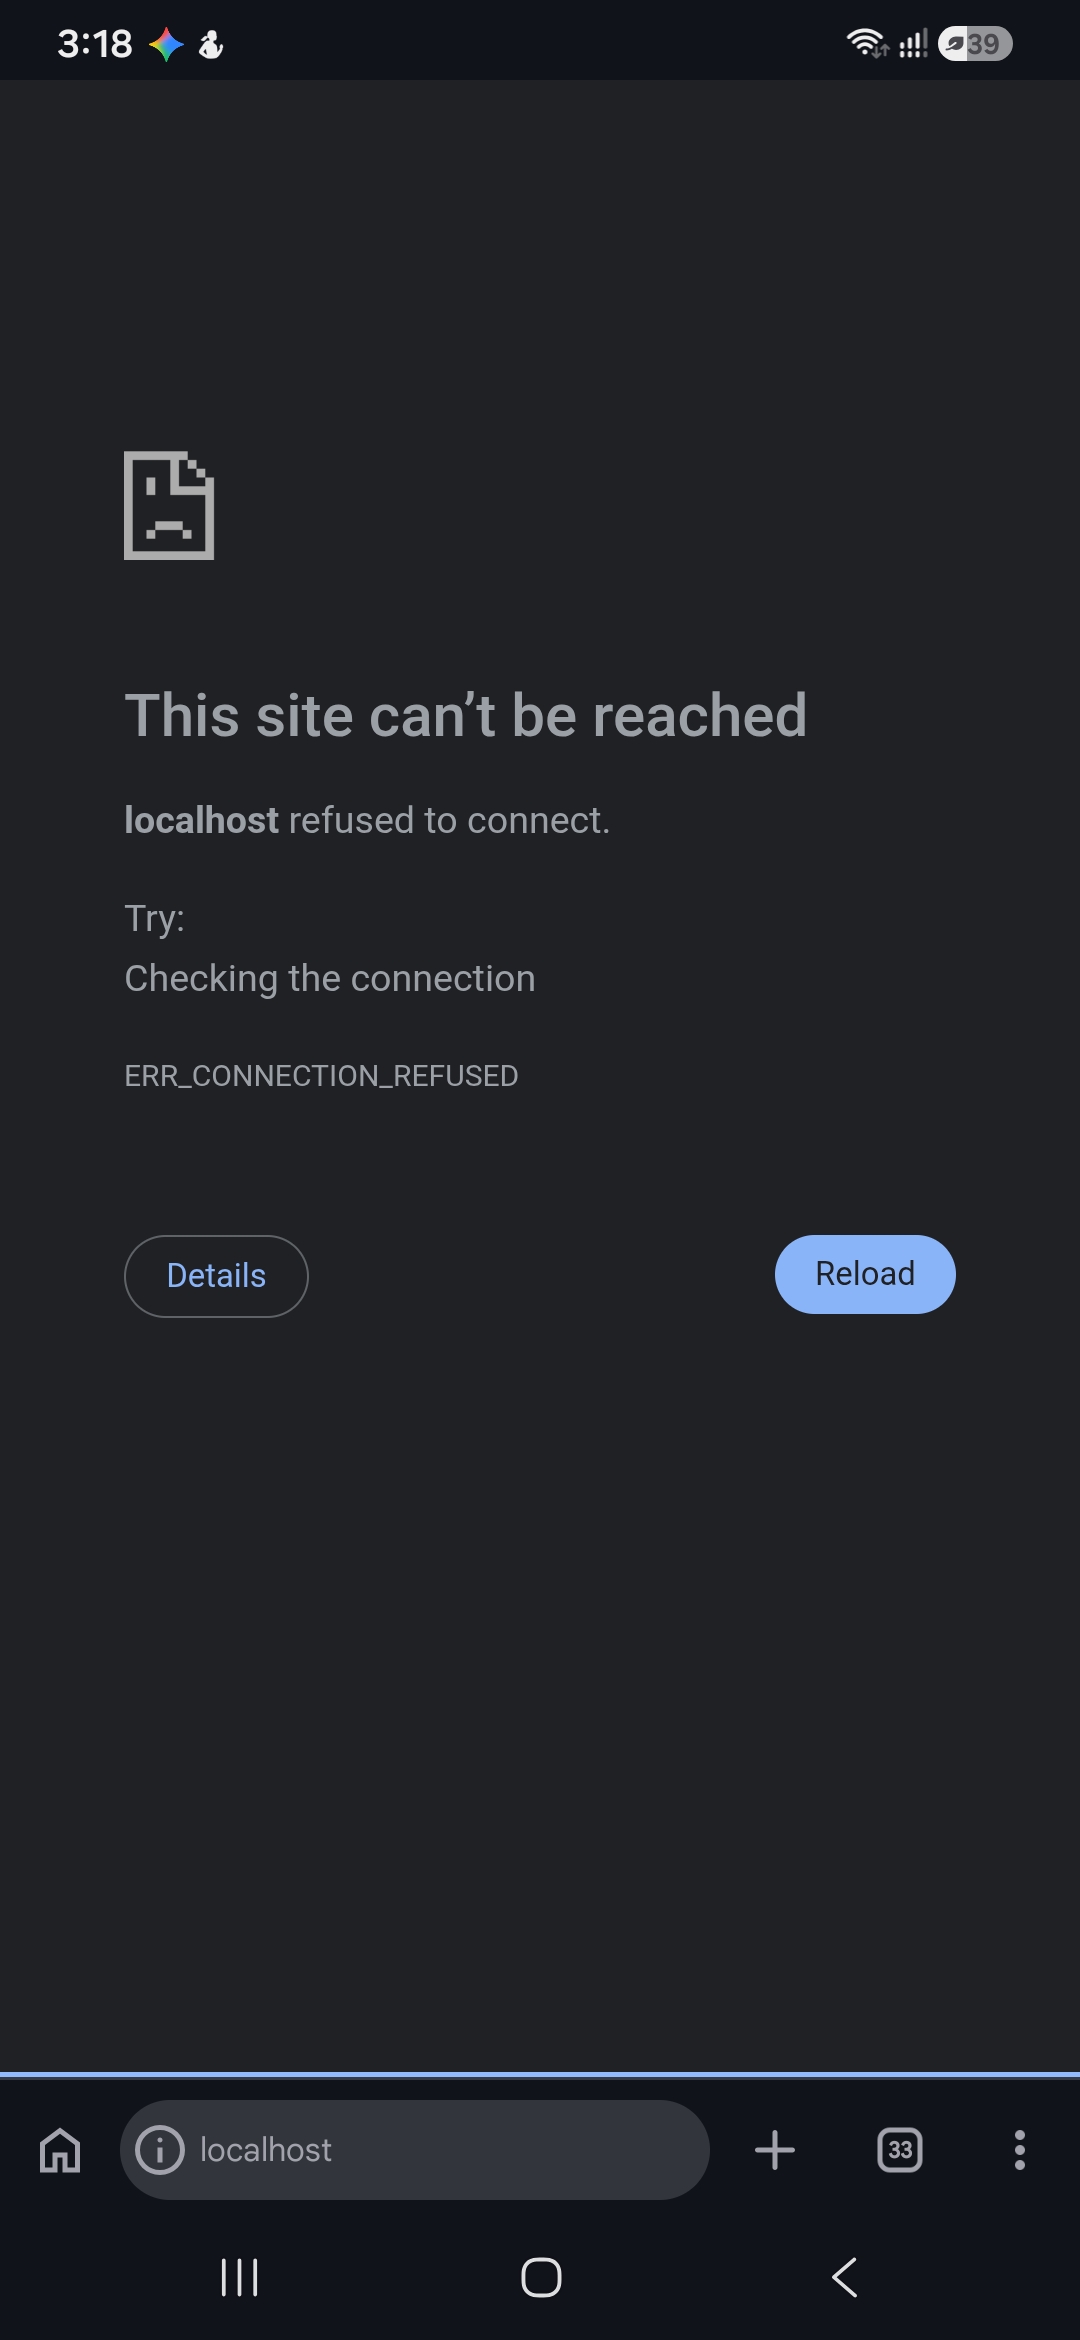 3:18
39
This site can’t be reached
localhost refused to connect.
Try:
Checking the connection
ERR_CONNECTION_REFUSED
Details
Reload
localhost
33